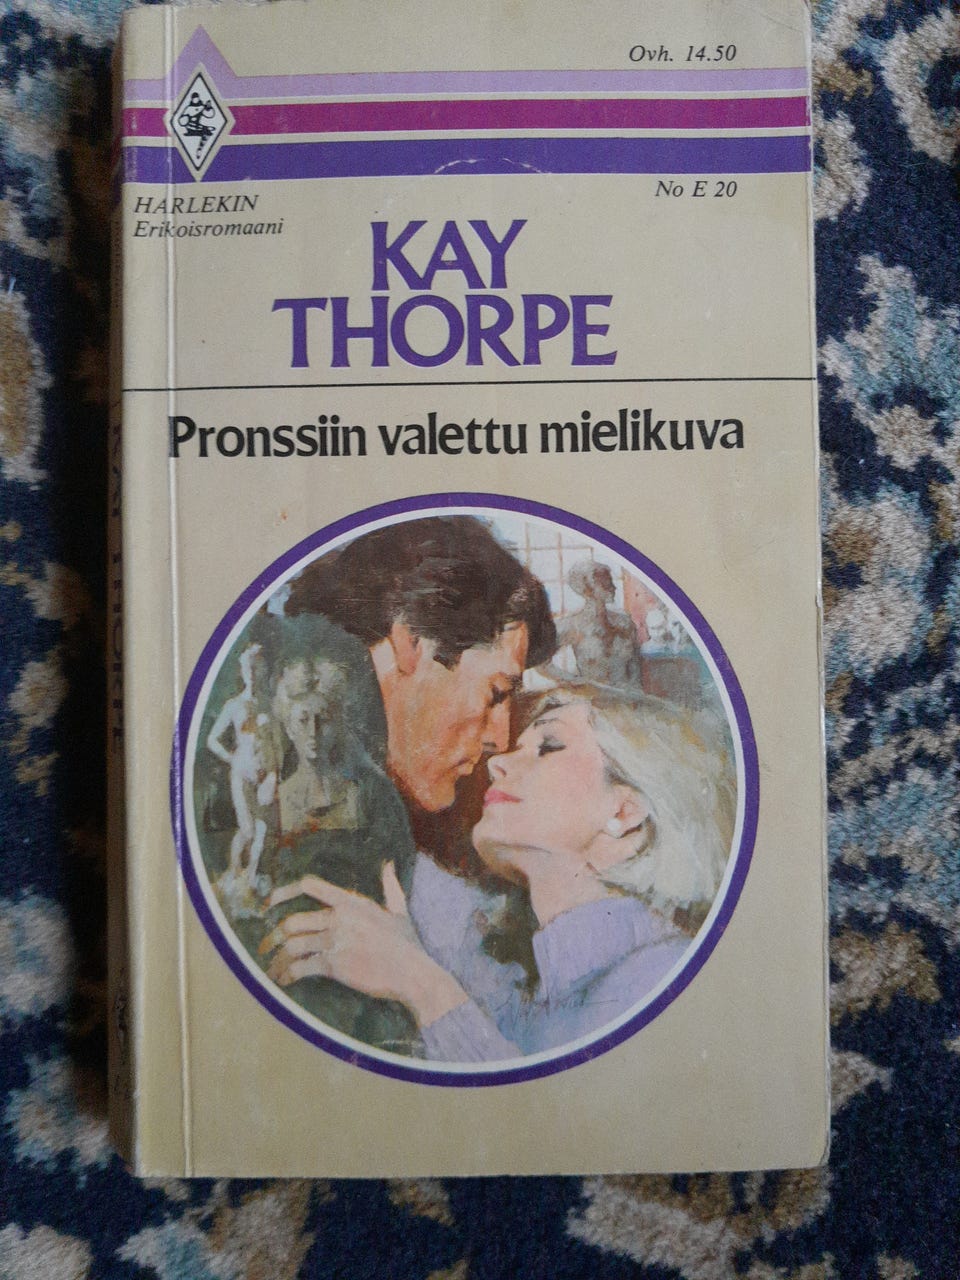 Ovh. 14.50
No E 20
HARLEKIN
Erikoisromaani
KAY
THORPE
Pronssiin valettu mielikuva
KAY THORPE